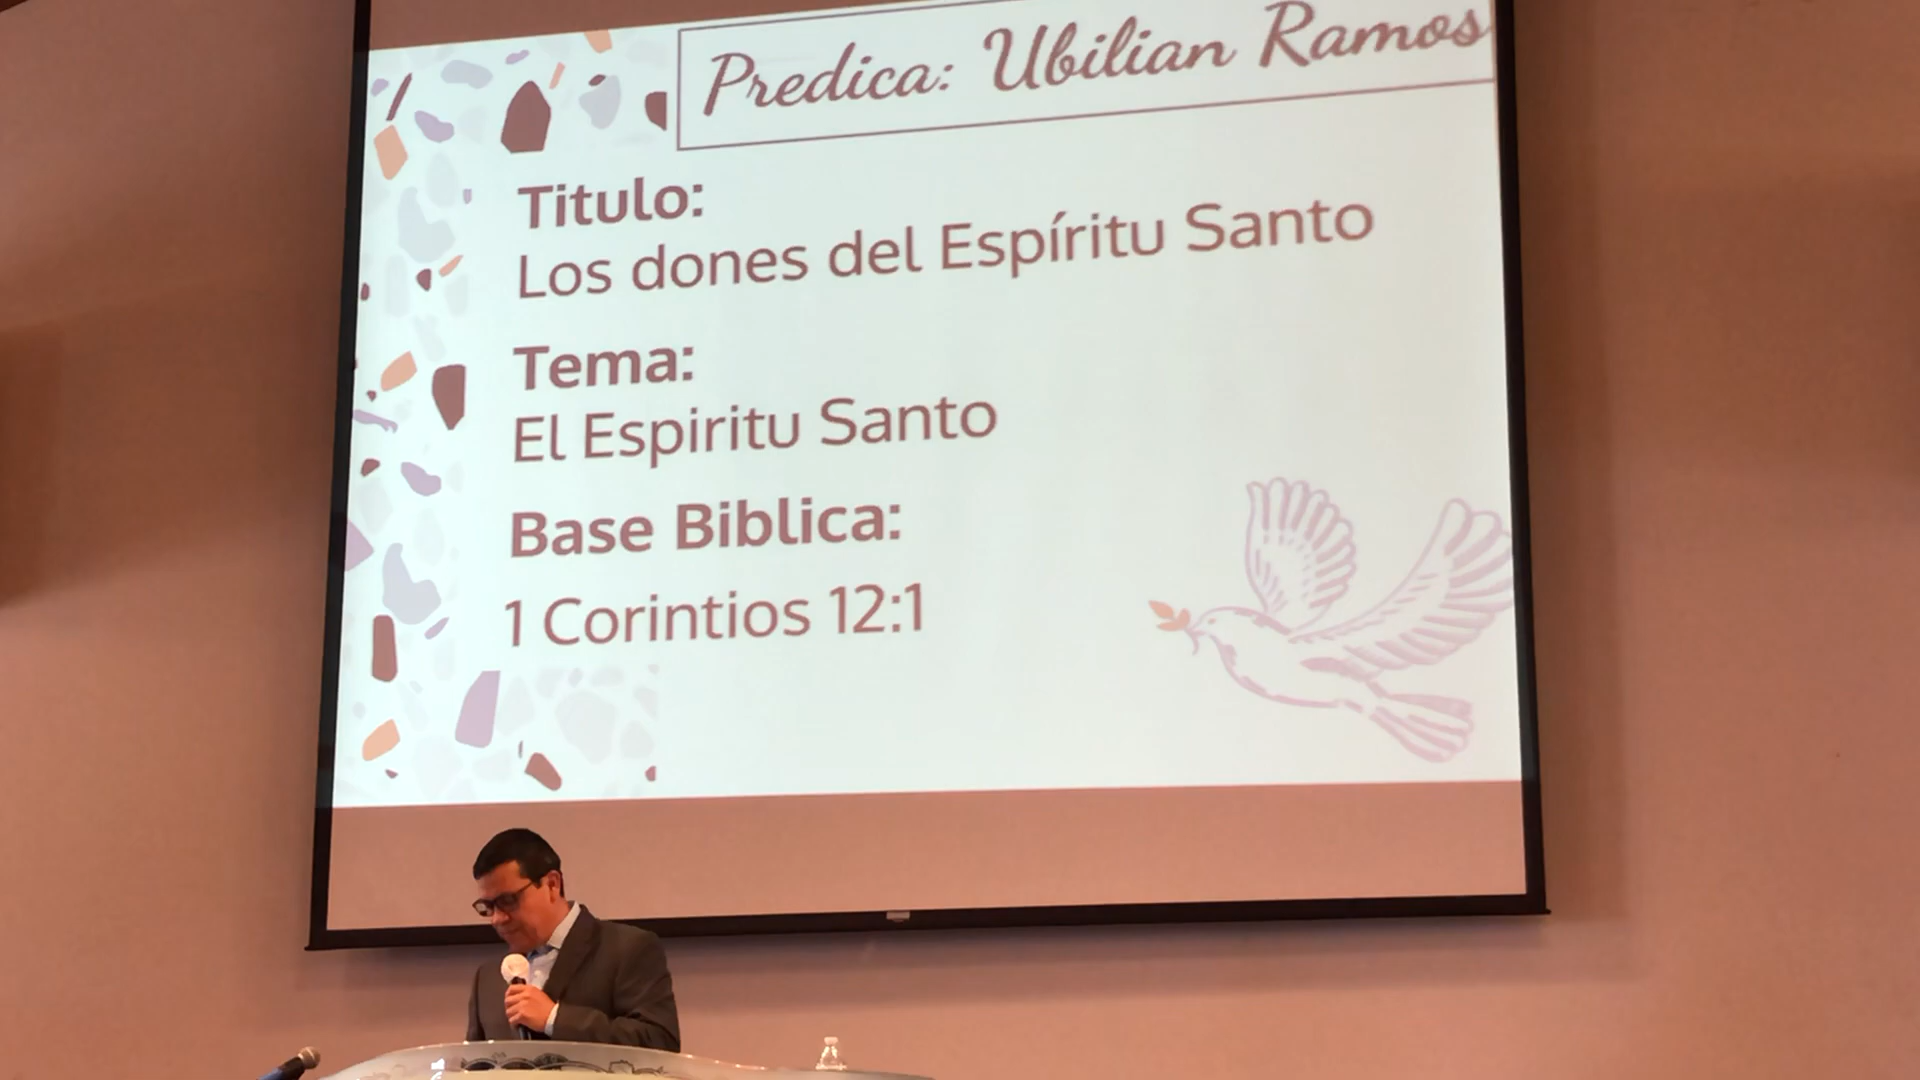 Predica: Ubilian Ramos
Titulo:
Los dones del Espíritu Santo
Tema:
El Espiritu Santo
Base Biblica:
1 Corintios 12:1